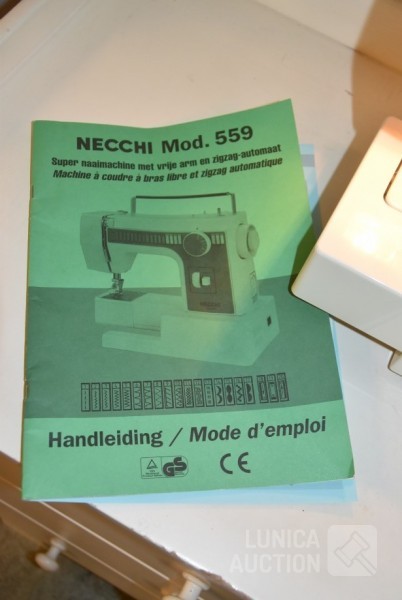 NECCHI Mod. 559
Super naaimachine met vrije arm en zigzag-automaat
Machine à coudre à bras libre et zigzag automatique
NECCHI
Handleiding / Mode d'emploi
GS
CE
LUNICA
AUCTION